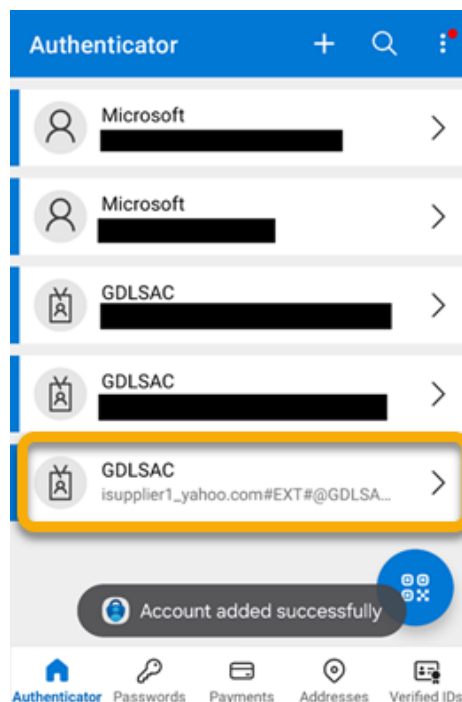 Authenticator
Microsoft
Microsoft
GDLSAC
GDLSAC
GDLSAC
isupplier1_yahoo.com#EXT#@GDLSA...
Account added successfully
Authenticator Passwords Payments Addresses Verified IDs